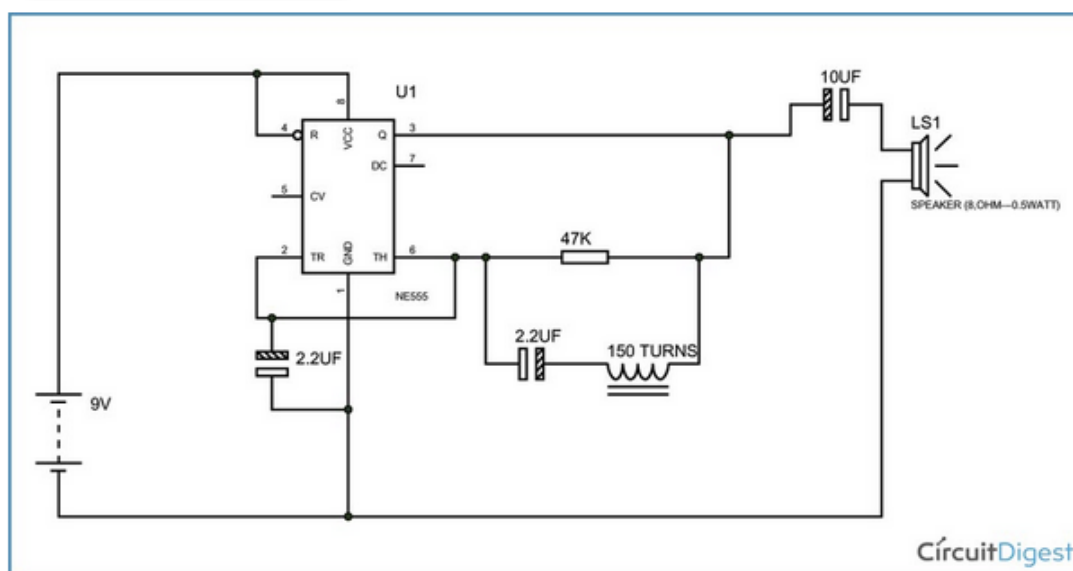 10UF
U1
LS1
8
4
R
VCC
Q
3
DC
7
5
CV
SPEAKER (8,OHM---0.5WATT)
47K
2
TR
GND
TH
6
1
NE555
2.2UF
2.2UF
150 TURNS
9V
CircuitDigest